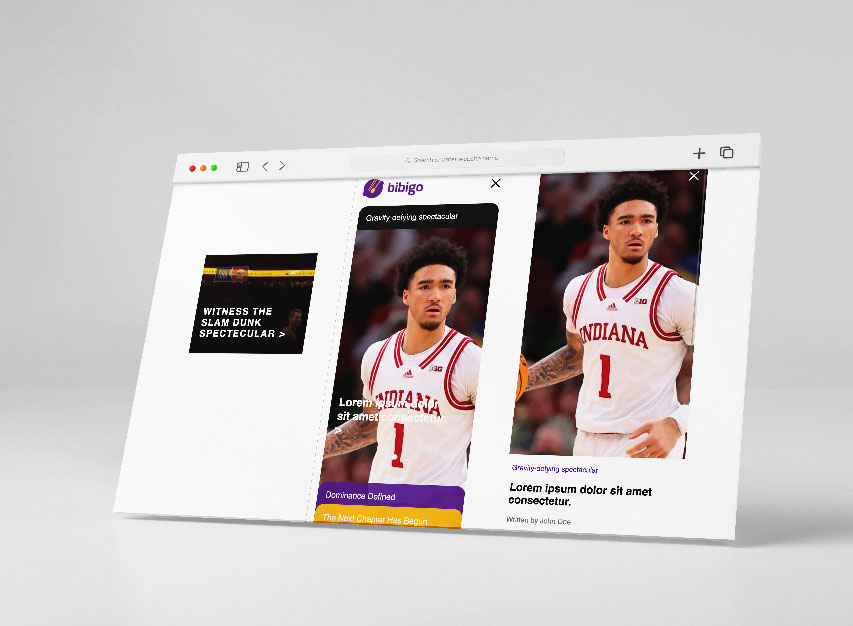 Search or enter website name
WITNESS THE
SLAM DUNK
SPECTECULAR >
bibigo
Gravity-defying spectacular
INDIANA
1
B1G
Lorem ipsum dolor
sit amet consectetur.
>
Dominance Defined
The Next Chapter Has Begun
INDIANA
1
B1G
Gravity-defying spectacular
Lorem ipsum dolor sit amet
consectetur.
Written by John Doe